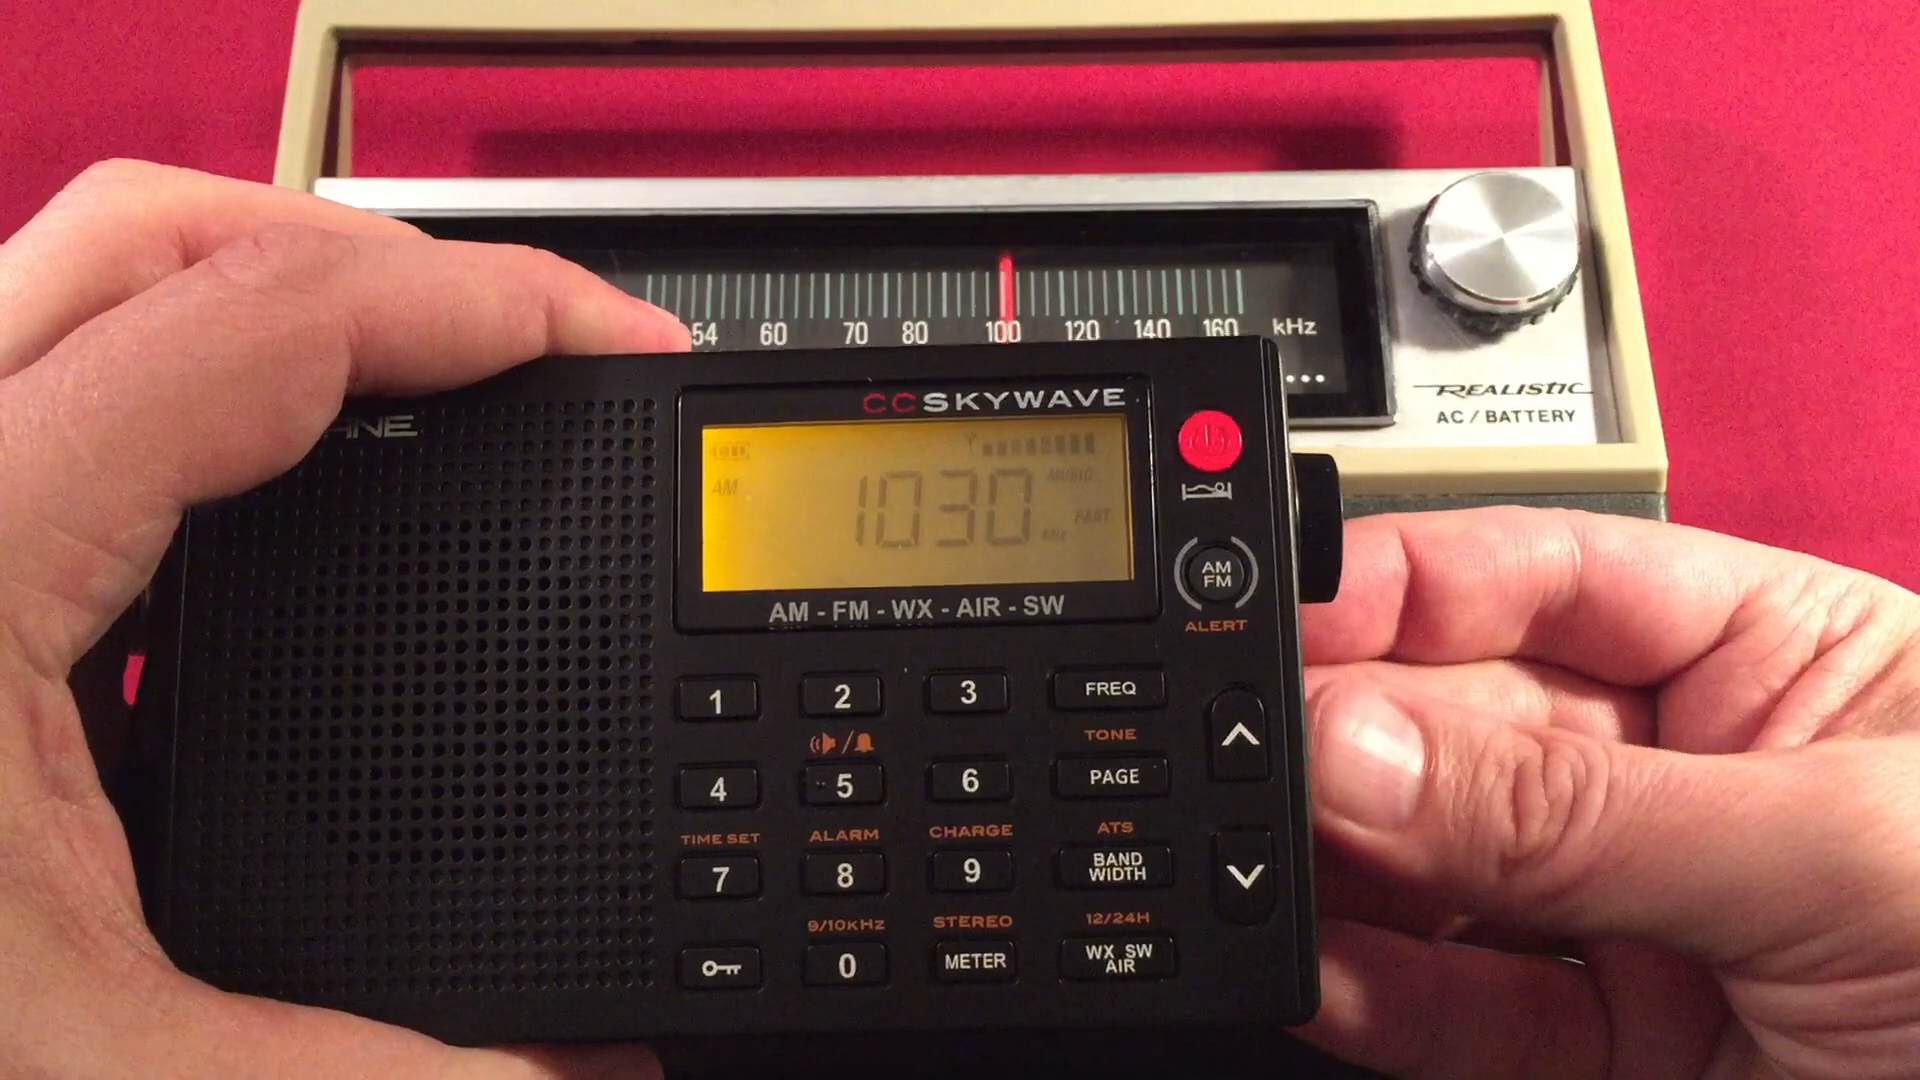 54 60 70 80 100 120 140 160 kHz
REALISTIC
AC/BATTERY
CCSKYWAVE
AM
1030
MUSIC
FAST
kHz
AM - FM - WX - AIR - SW
AM
FM
ALERT
1 2 3 FREQ
TONE
4 5 6 PAGE
TIME SET ALARM CHARGE ATS
7 8 9 BAND WIDTH
9/10KHz STEREO 12/24H
0 METER WX SW AIR